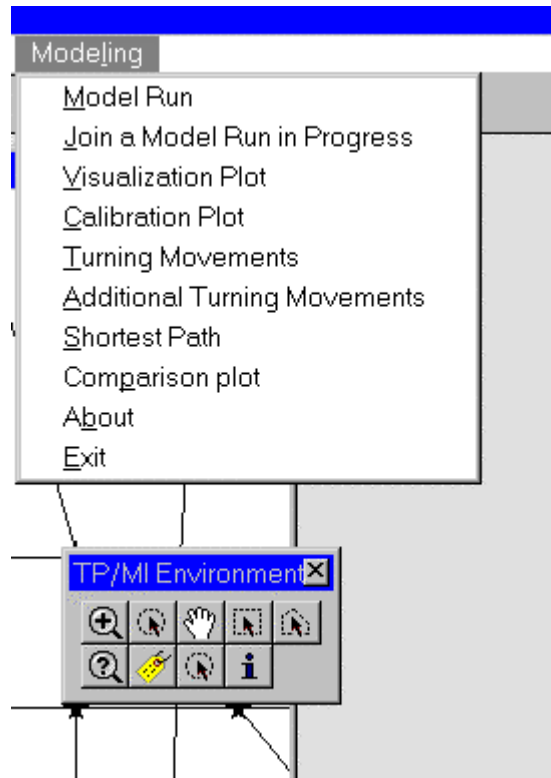 Modeling
Model Run
Join a Model Run in Progress
Visualization Plot
Calibration Plot
Turning Movements
Additional Turning Movements
Shortest Path
Comparison plot
About
Exit
TP/MI Environment